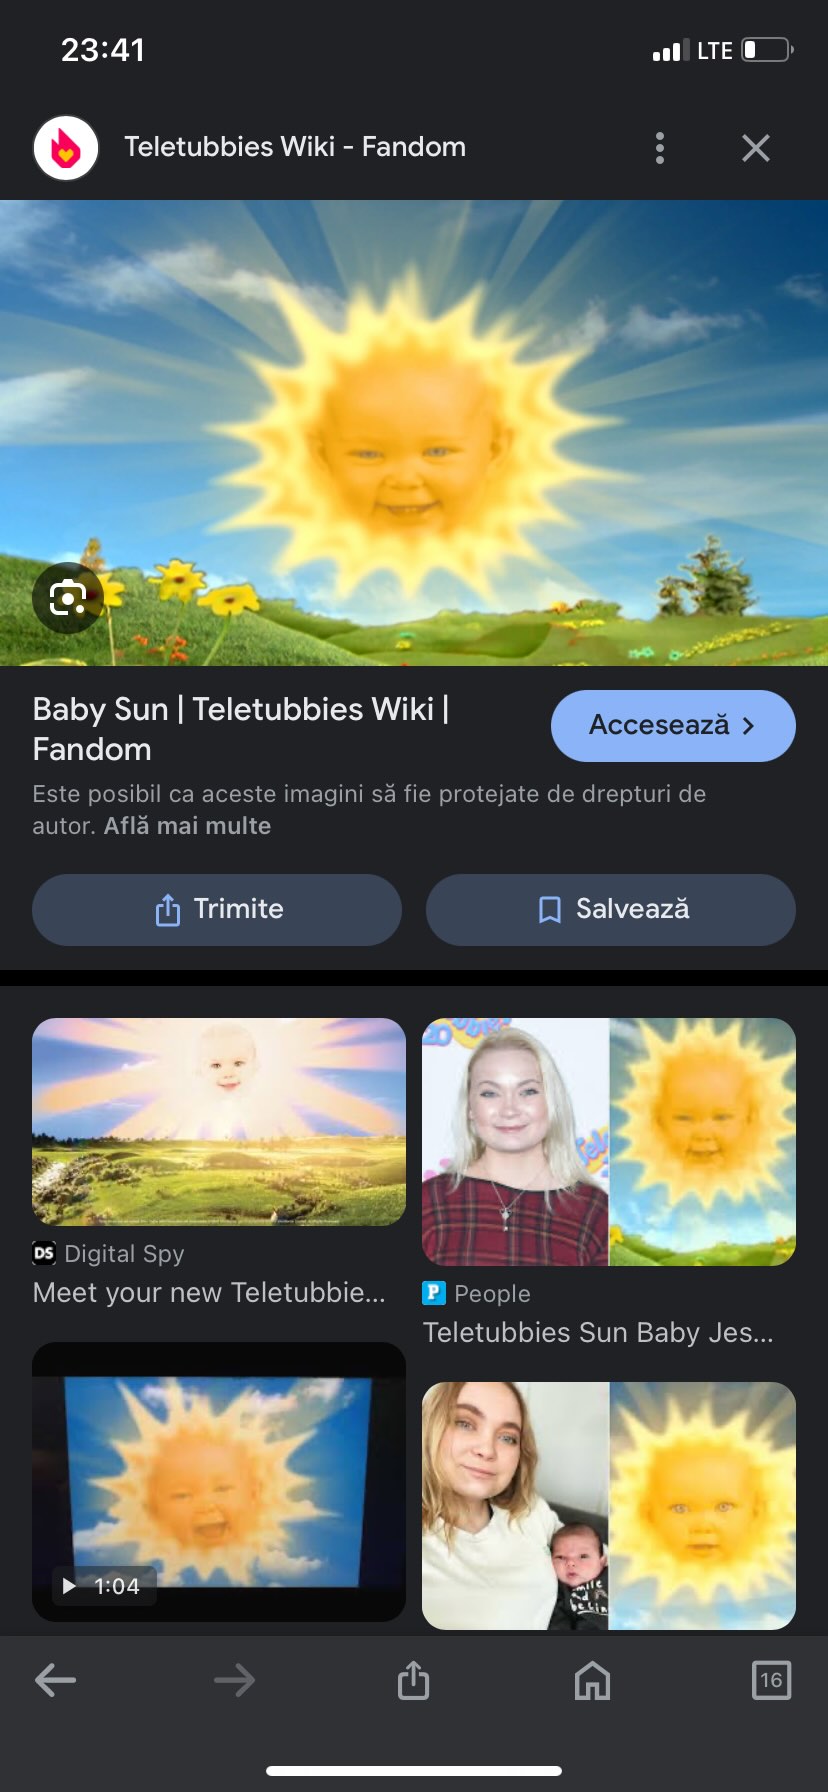 23:41
LTE
Teletubbies Wiki - Fandom
Baby Sun | Teletubbies Wiki |
Fandom
Accesează
Este posibil ca aceste imagini să fie protejate de drepturi de
autor. Află mai multe
Trimite
Salvează
DS Digital Spy
Meet your new Teletubbie...
P People
Teletubbies Sun Baby Jes...
1:04
16